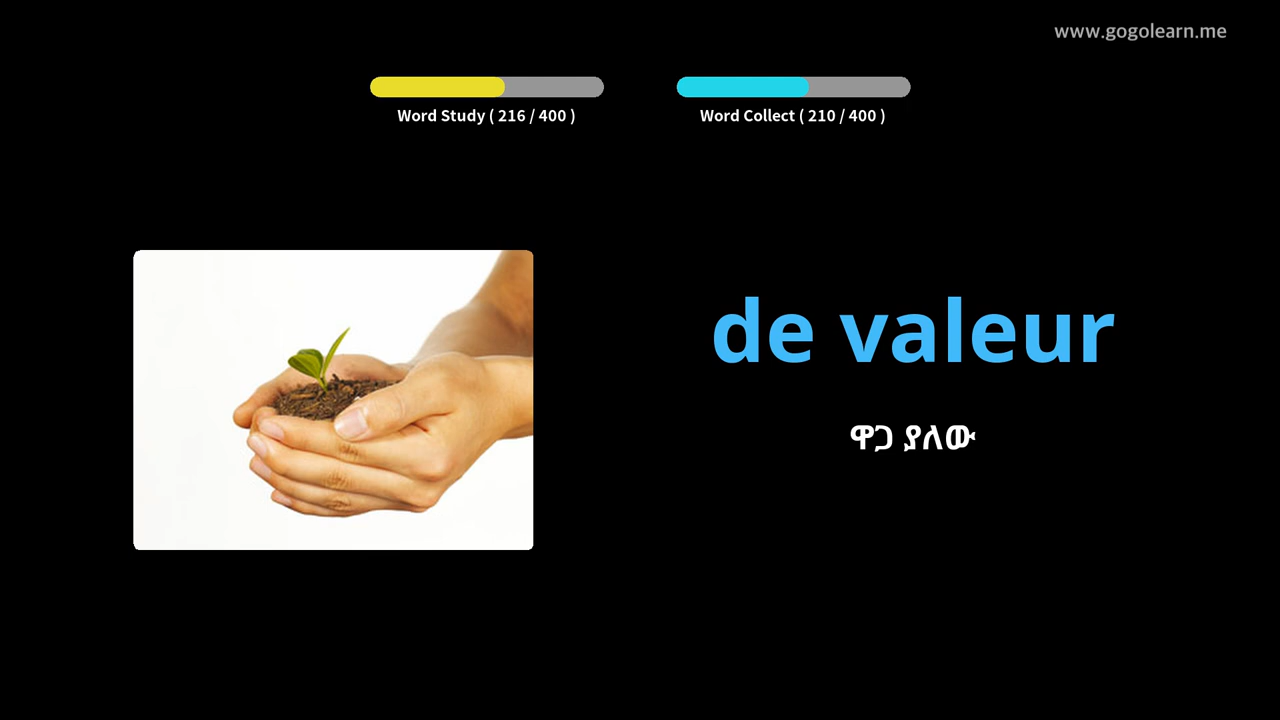 www.gogolearn.me
Word Study ( 216 / 400 )
Word Collect ( 210 / 400 )
de valeur
ዋጋ ያለው